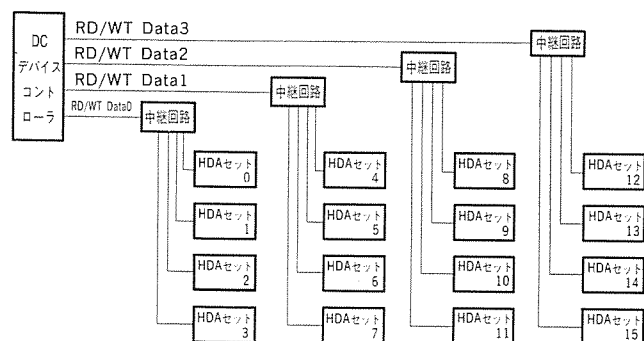 DC
デバイス
コント
ローラ
RD/WT Data3
RD/WT Data2
RD/WT Data1
RD/WT Data0
中継回路
中継回路
中継回路
中継回路
HDAセット
0
HDAセット
1
HDAセット
2
HDAセット
3
HDAセット
4
HDAセット
5
HDAセット
6
HDAセット
7
HDAセット
8
HDAセット
9
HDAセット
10
HDAセット
11
HDAセット
12
HDAセット
13
HDAセット
14
HDAセット
15